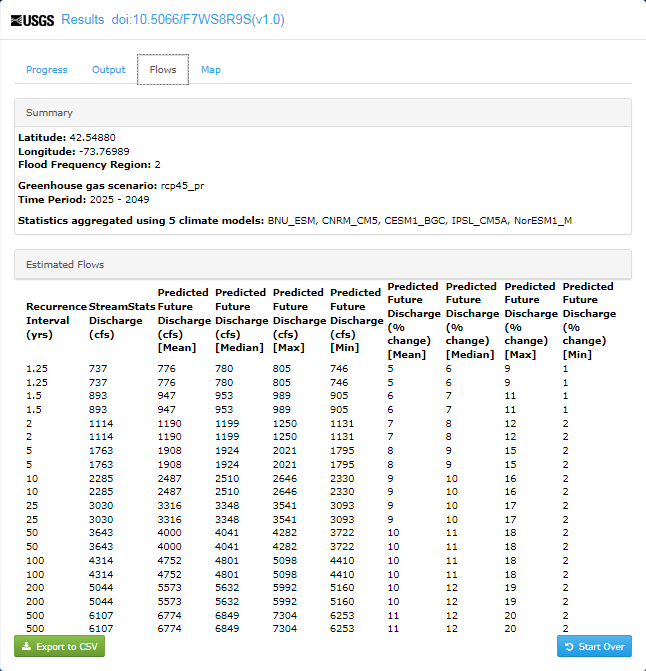 USGS Results doi:10.5066/F7WS8R9S(v1.0)
Progress Output Flows Map
Summary
Latitude: 42.54880
Longitude: -73.76989
Flood Frequency Region: 2
Greenhouse gas scenario: rcp45_pr
Time Period: 2025 - 2049
Statistics aggregated using 5 climate models: BNU_ESM, CNRM_CM5, CESM1_BGC, IPSL_CM5A, NorESM1_M
Estimated Flows
Recurrence Interval (yrs) StreamStats Discharge (cfs) Predicted Future Discharge (cfs) [Mean] Predicted Future Discharge (cfs) [Median] Predicted Future Discharge (cfs) [Max] Predicted Future Discharge (cfs) [Min] Predicted Future Discharge (% change) [Mean] Predicted Future Discharge (% change) [Median] Predicted Future Discharge (% change) [Max] Predicted Future Discharge (% change) [Min]
1.25 737 776 780 805 746 5 6 9 1
1.25 737 776 780 805 746 5 6 9 1
1.5 893 947 953 989 905 6 7 11 1
1.5 893 947 953 989 905 6 7 11 1
2 1114 1190 1199 1250 1131 7 8 12 2
2 1114 1190 1199 1250 1131 7 8 12 2
5 1763 1908 1924 2021 1795 8 9 15 2
5 1763 1908 1924 2021 1795 8 9 15 2
10 2285 2487 2510 2646 2330 9 10 16 2
10 2285 2487 2510 2646 2330 9 10 16 2
25 3030 3316 3348 3541 3093 9 10 17 2
25 3030 3316 3348 3541 3093 9 10 17 2
50 3643 4000 4041 4282 3722 10 11 18 2
50 3643 4000 4041 4282 3722 10 11 18 2
100 4314 4752 4801 5098 4410 10 11 18 2
100 4314 4752 4801 5098 4410 10 11 18 2
200 5044 5573 5632 5992 5160 10 12 19 2
200 5044 5573 5632 5992 5160 10 12 19 2
500 6107 6774 6849 7304 6253 11 12 20 2
500 6107 6774 6849 7304 6253 11 12 20 2
Export to CSV Start Over